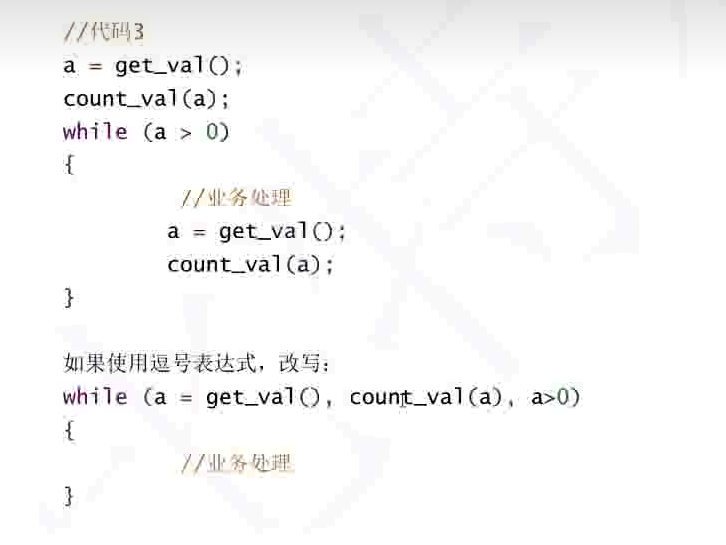 //代码3
a = get_val();
count_val(a);
while (a > 0)
{
//业务处理
a = get_val();
count_val(a);
}
如果使用逗号表达式，改写：
while (a = get_val(), count_val(a), a>0)
{
//业务处理
}